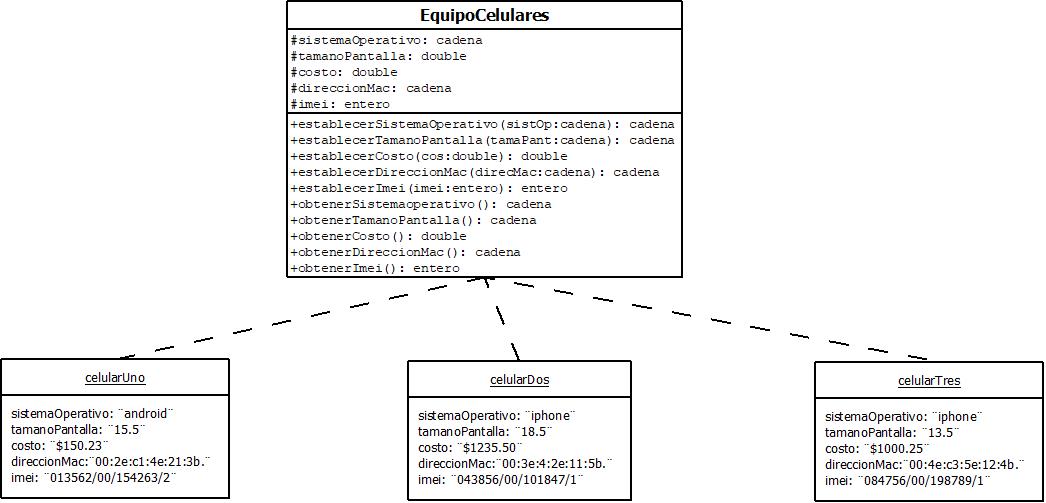 EquipoCelulares
#sistemaOperativo: cadena
#tamanoPantalla: double
#costo: double
#direccionMac: cadena
#imei: entero
+establecerSistemaOperativo(sistOp:cadena): cadena
+establecerTamanoPantalla(tamaPant:cadena): cadena
+establecerCosto(cos:double): double
+establecerDireccionMac(direcMac:cadena): cadena
+establecerImei(imei:entero): entero
+obtenerSistemaoperativo(): cadena
+obtenerTamanoPantalla(): cadena
+obtenerCosto(): double
+obtenerDireccionMac(): cadena
+obtenerImei(): entero
celularUno
sistemaOperativo: ¨android¨
tamanoPantalla: ¨15.5¨
costo: ¨$150.23¨
direccionMac:¨00:2e:c1:4e:21:3b.¨
imei: ¨013562/00/154263/2¨
celularDos
sistemaOperativo: ¨iphone¨
tamanoPantalla: ¨18.5¨
costo: ¨$1235.50¨
direccionMac:¨00:3e:4:2e:11:5b.¨
imei: ¨043856/00/101847/1¨
celularTres
sistemaOperativo: ¨iphone¨
tamanoPantalla: ¨13.5¨
costo: ¨$1000.25¨
direccionMac:¨00:4e:c3:5e:12:4b.¨
imei: ¨084756/00/198789/1¨